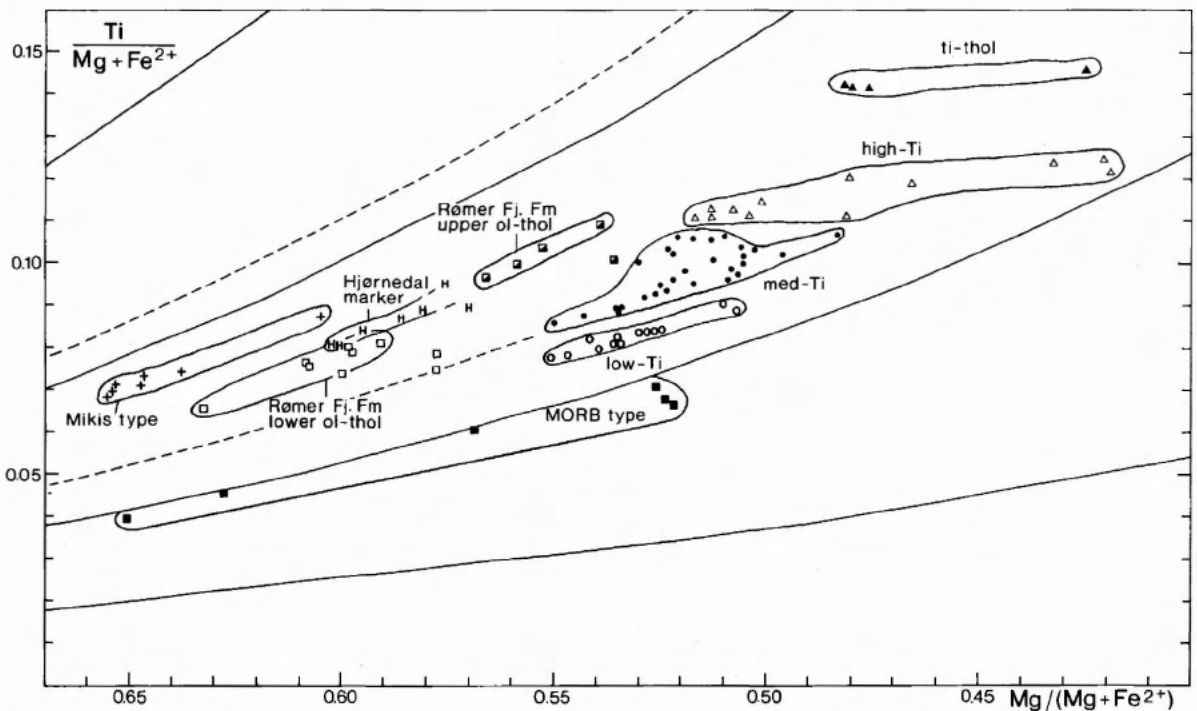 Ti
Mg+Fe²⁺
0.15
0.10
0.05
ti-thol
high-Ti
Rømer Fj. Fm
upper ol-thol
Hjørnedal
marker
med-Ti
low-Ti
Mikis type
Rømer Fj. Fm
lower ol-thol
MORB type
H
H
H
H
H
H
H
H
0.65
0.60
0.55
0.50
0.45
Mg/(Mg+Fe²⁺)